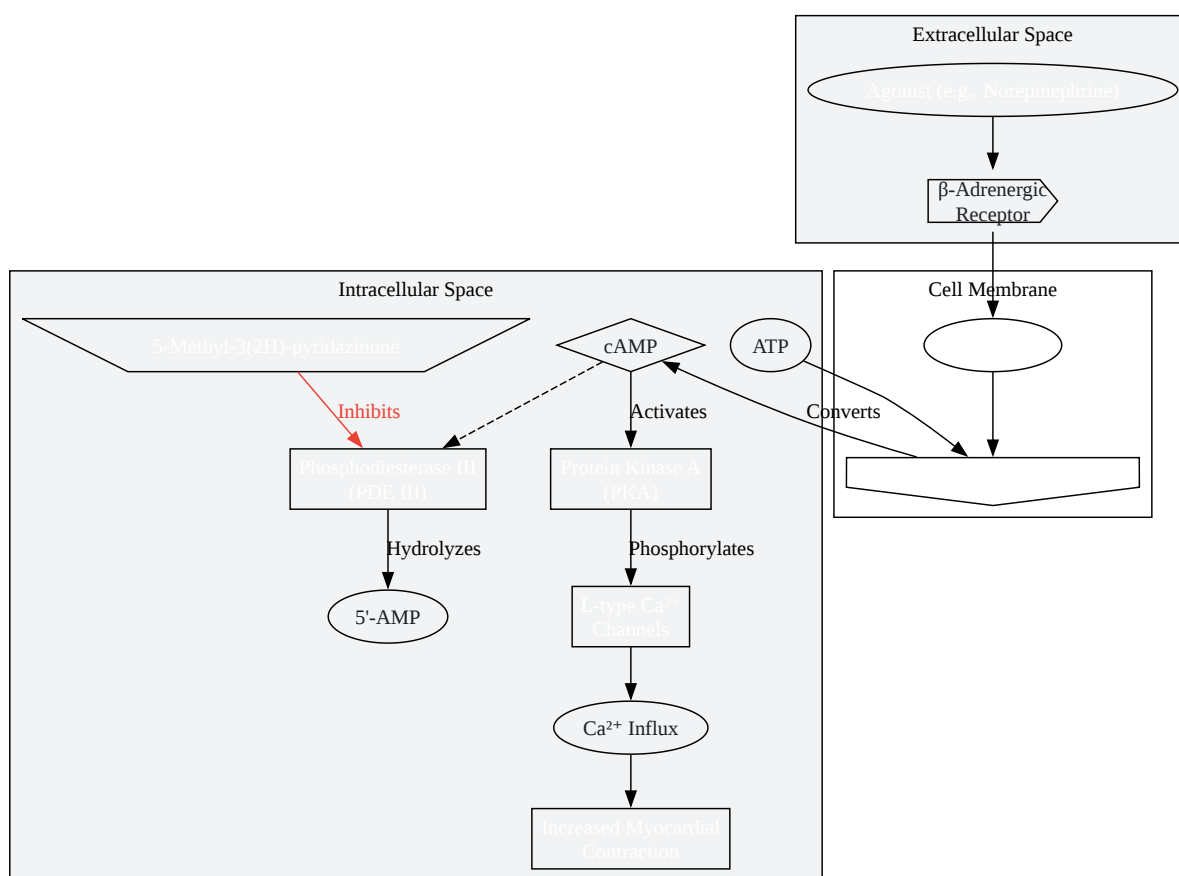 Extracellular Space
Agonist (e.g., Norepinephrine)
β-Adrenergic
Receptor
Intracellular Space
Cell Membrane
5-Methyl-3(2H)-pyridazinone
cAMP
ATP
Inhibits
Activates
Converts
Phosphodiesterase III
(PDE III)
Protein Kinase A
(PKA)
Hydrolyzes
Phosphorylates
5'-AMP
L-type Ca²⁺
Channels
Ca²⁺ Influx
Increased Myocardial
Contraction